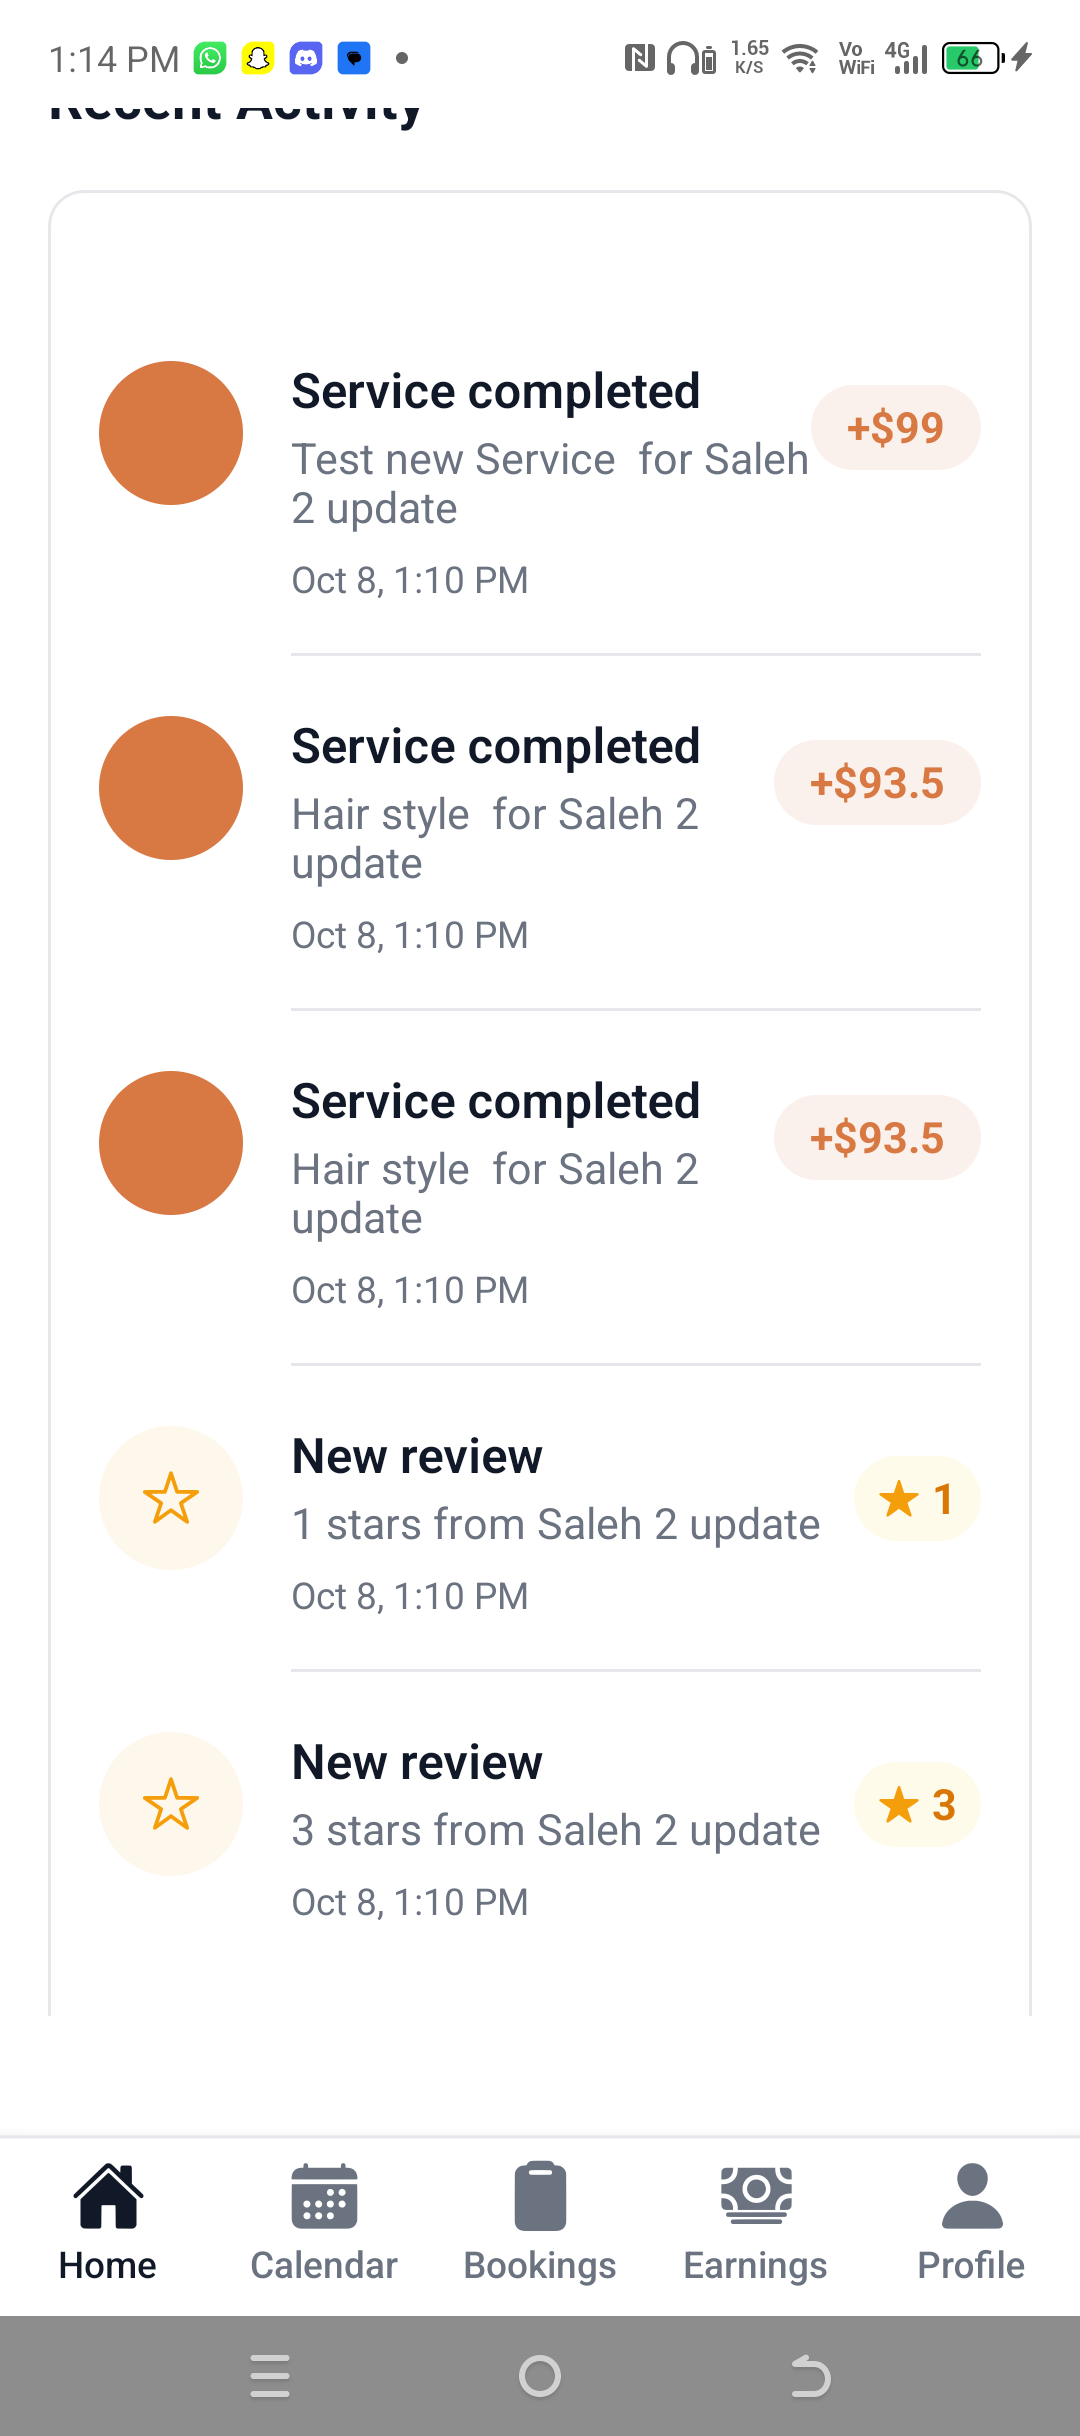 1:14 PM
1.65
K/S
Vo
WiFi
4G
66
Recent Activity
Service completed
+$99
Test new Service  for Saleh
2 update
Oct 8, 1:10 PM
Service completed
+$93.5
Hair style  for Saleh 2
update
Oct 8, 1:10 PM
Service completed
+$93.5
Hair style  for Saleh 2
update
Oct 8, 1:10 PM
New review
1
1 stars from Saleh 2 update
Oct 8, 1:10 PM
New review
3
3 stars from Saleh 2 update
Oct 8, 1:10 PM
Home
Calendar
Bookings
Earnings
Profile